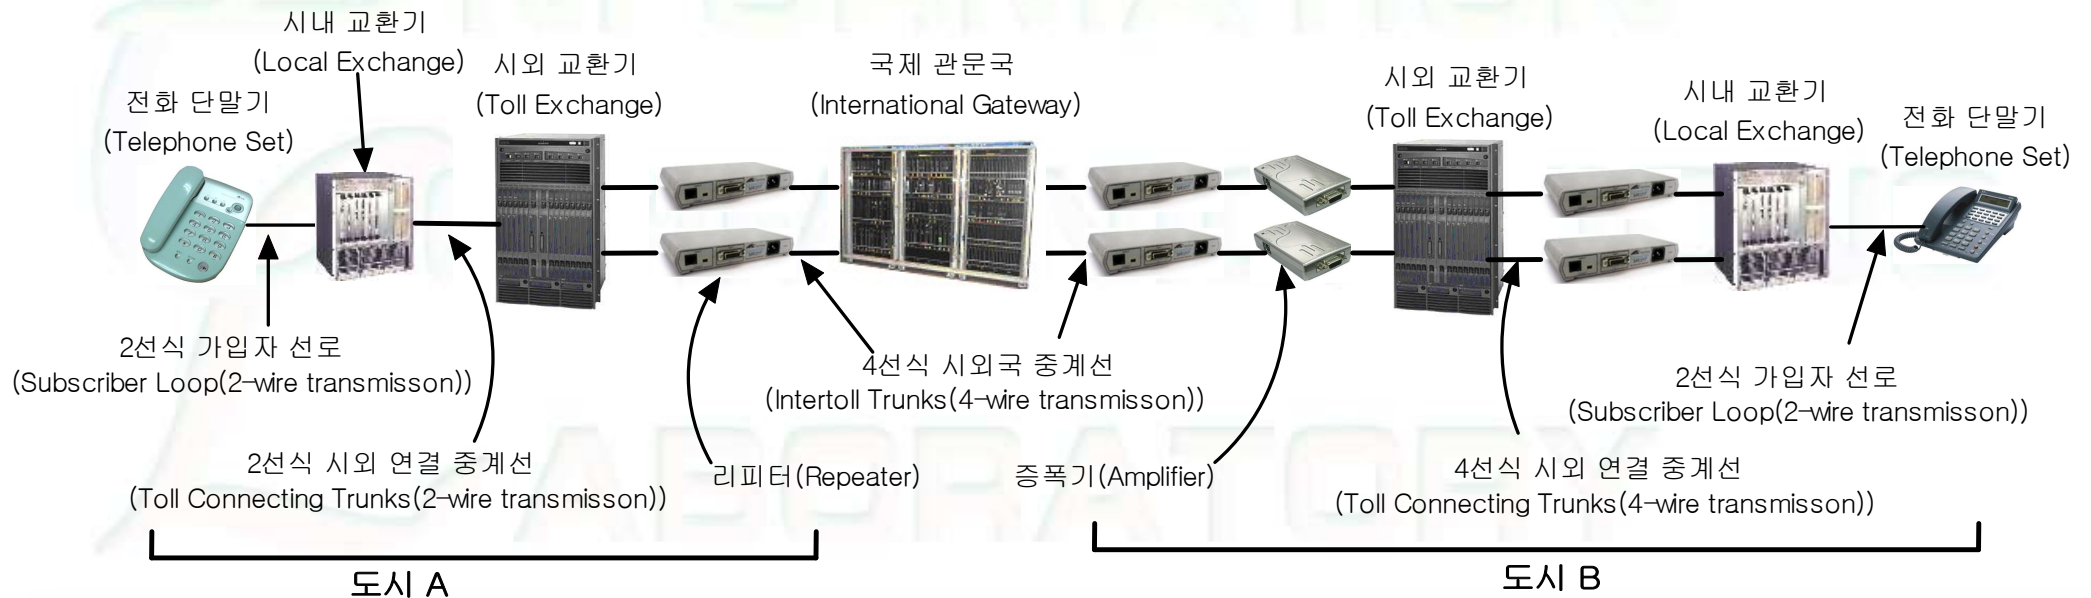 시내 교환기
(Local Exchange)
시외 교환기
(Toll Exchange)
국제 관문국
(International Gateway)
시외 교환기
(Toll Exchange)
시내 교환기
(Local Exchange)
전화 단말기
(Telephone Set)
전화 단말기
(Telephone Set)
2선식 가입자 선로
(Subscriber Loop(2-wire transmisson))
4선식 시외국 중계선
(Intertoll Trunks(4-wire transmisson))
2선식 가입자 선로
(Subscriber Loop(2-wire transmisson))
2선식 시외 연결 중계선
(Toll Connecting Trunks(2-wire transmisson))
리피터(Repeater)
증폭기(Amplifier)
4선식 시외 연결 중계선
(Toll Connecting Trunks(4-wire transmisson))
도시 A
도시 B